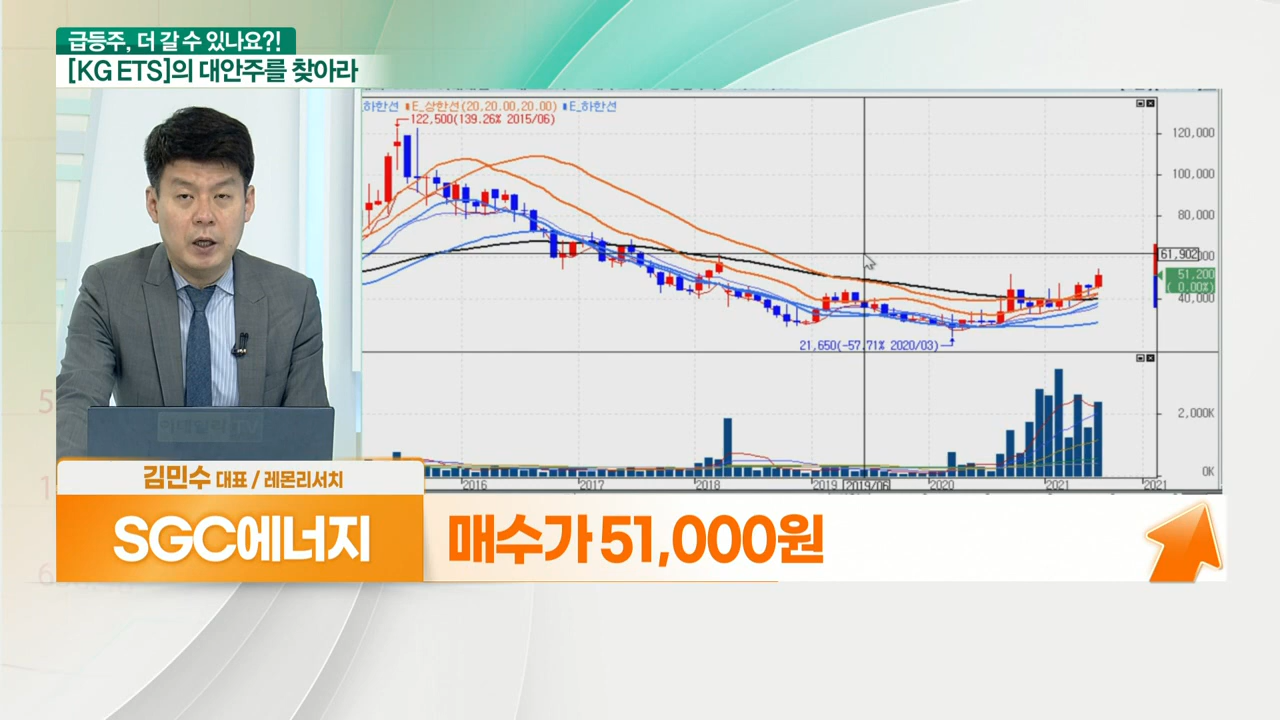 급등주, 더 갈 수 있나요?!
[KG ETS]의 대안주를 찾아라
하한선 E_상한선(20,20.00,20.00) E_하한선
122,500(139.26% 2015/06)
120,000
100,000
80,000
61,902
51,200
( 0.00%)
40,000
21,650(-57.71% 2020/03)
2,000K
0K
2016 2017 2018 2019 2019/06 2020 2021 2021
이데일리 TV
김민수 대표 / 레몬리서치
SGC에너지
매수가 51,000원